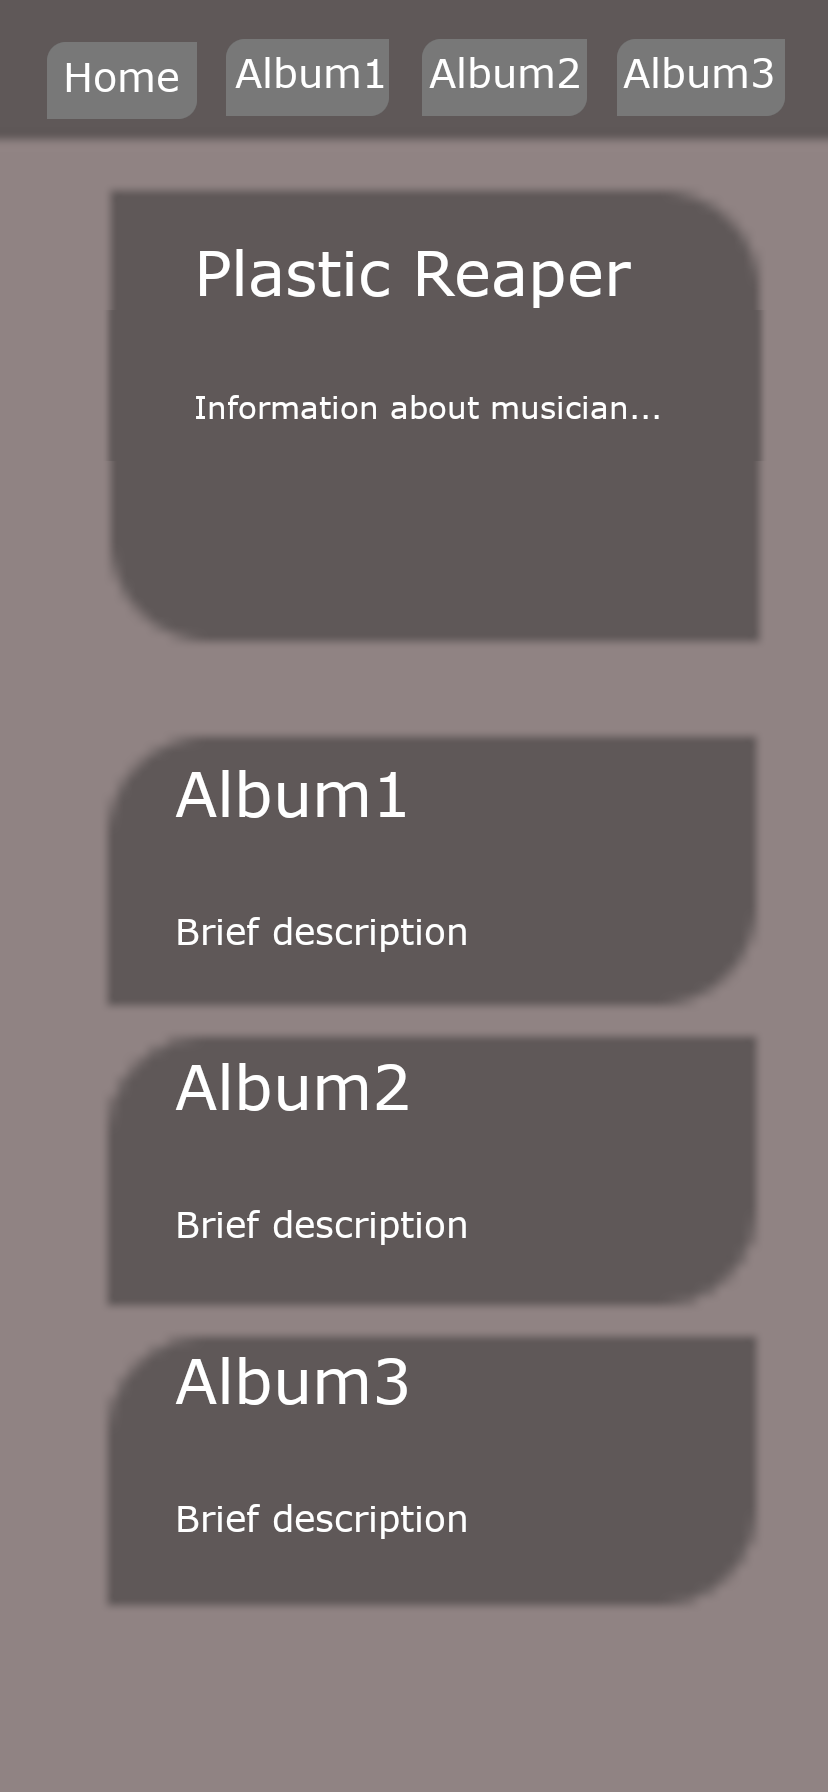 Home
Album1
Album2
Album3
Plastic Reaper
Information about musician...
Album1
Brief description
Album2
Brief description
Album3
Brief description